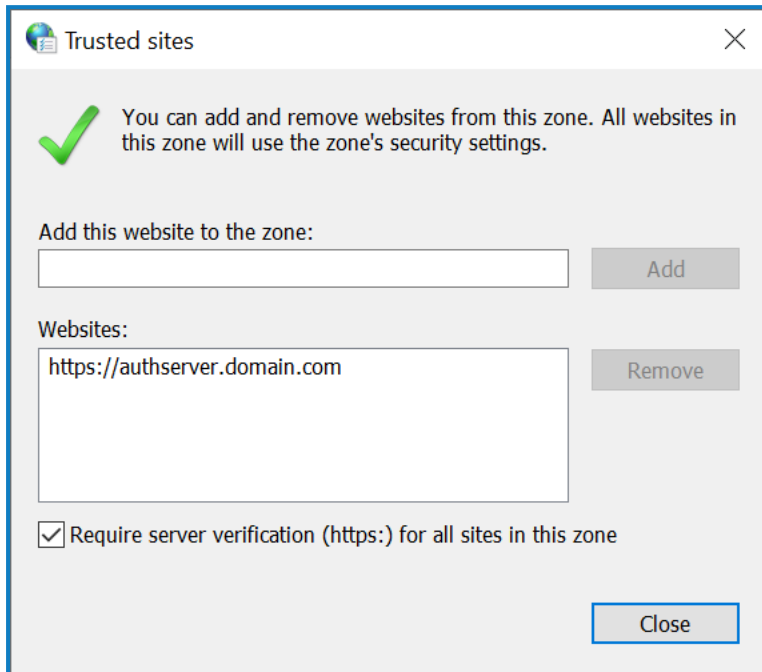 Trusted sites
You can add and remove websites from this zone. All websites in
this zone will use the zone's security settings.
Add this website to the zone:
Add
Websites:
https://authserver.domain.com
Remove
Require server verification (https:) for all sites in this zone
Close